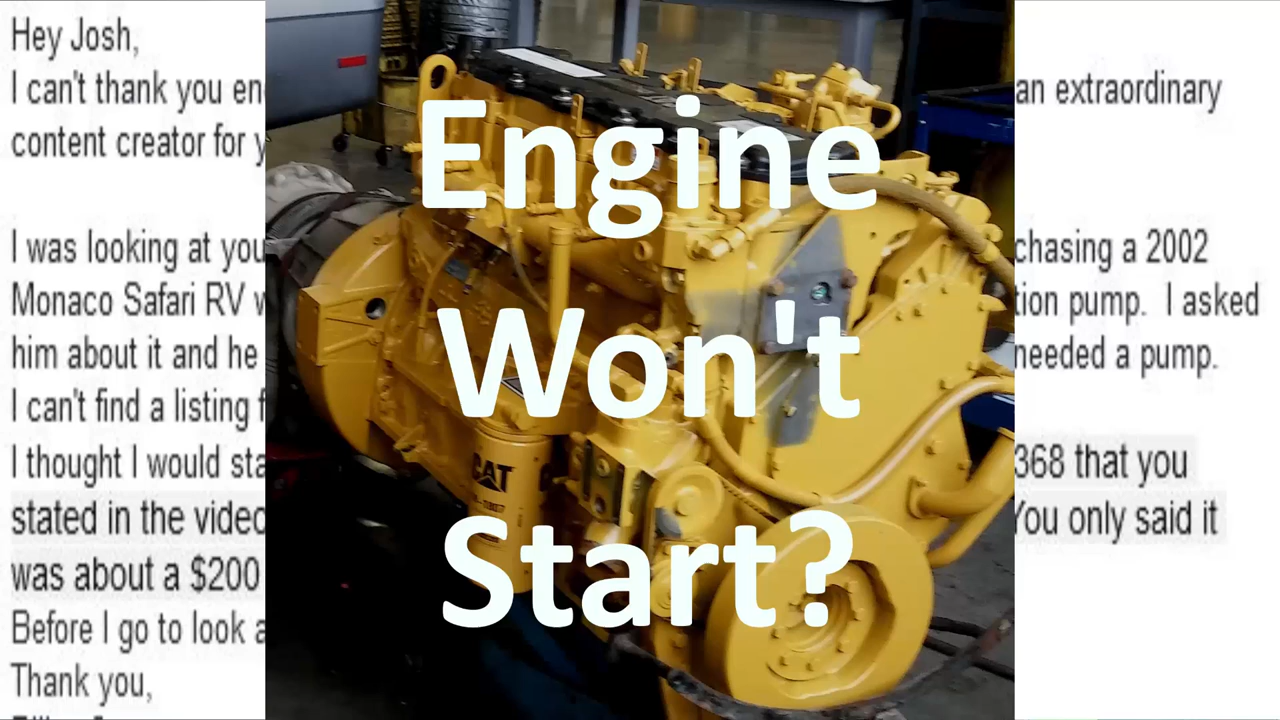 Hey Josh,
I can't thank you en
an extraordinary
content creator for y
I was looking at you
chasing a 2002
Monaco Safari RV w
tion pump. I asked
him about it and he
needed a pump.
I can't find a listing f
I thought I would sta
368 that you
stated in the video
You only said it
was about a $200
Before I go to look a
Thank you,
Engine
Won't
Start?
CAT